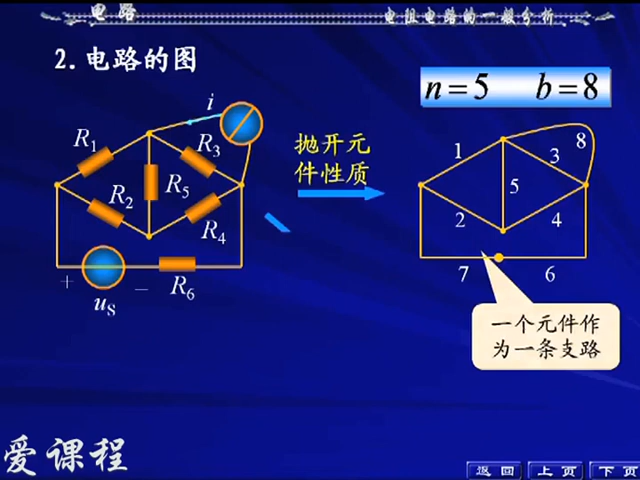 电路
电阻电路的一般分析
2. 电路的图
n=5 b=8
i
R1
R3
R2
R5
R4
R6
+
uS
−
抛开元
件性质
1
3
8
5
2
4
7
6
一个元件作
为一条支路
爱课程
返回
上页
下页